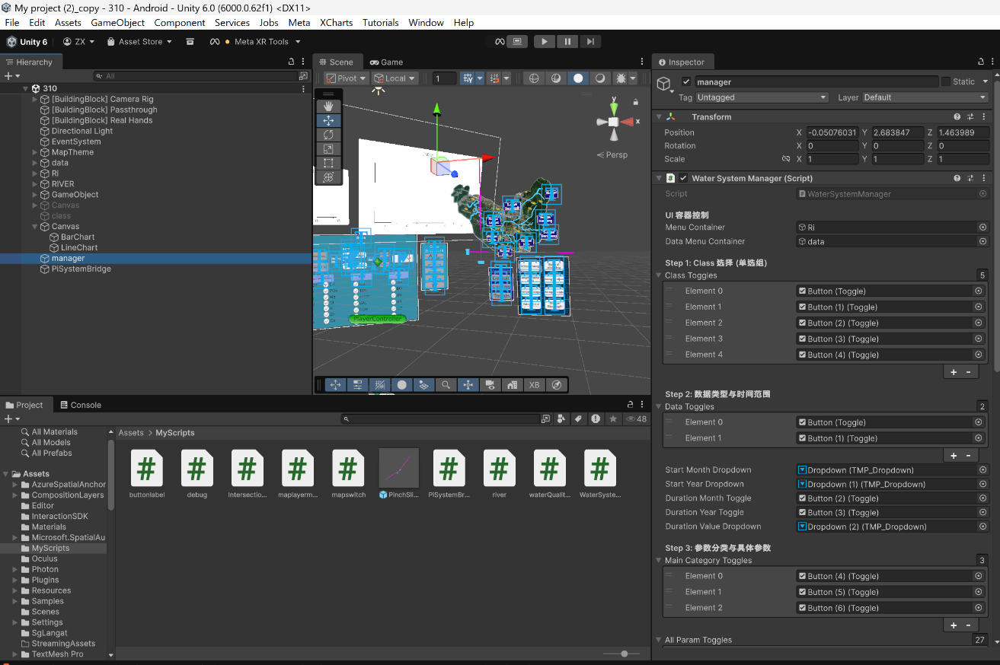 My project (2)_copy - 310 - Android - Unity 6.0 (6000.0.62f1) <DX11>
File Edit Assets GameObject Component Services Jobs Meta XCharts Tutorials Window Help
Unity 6 ZX Asset Store Meta XR Tools
Hierarchy
All
310
[BuildingBlock] Camera Rig
[BuildingBlock] Passthrough
[BuildingBlock] Real Hands
Directional Light
EventSystem
MapTheme
data
Ri
RIVER
GameObject
Canvas
class
Canvas
BarChart
LineChart
manager
PiSystemBridge
Scene Game
Pivot Local 1
y
x
Persp
PlayerController
XB
Project Console
48
All Materials
All Models
All Prefabs
Assets
AzureSpatialAnchor
CompositionLayers
Editor
InteractionSDK
Materials
Microsoft.SpatialAu
MyScripts
Oculus
Photon
Plugins
Resources
Samples
Scenes
Settings
SgLangat
StreamingAssets
TextMesh Pro
Assets > MyScripts
buttonlabel debug Intersectio... maplayerm... mapswitch PinchSli... PiSystemBr... river waterQualit... WaterSyste...
Inspector
manager Static
Tag Untagged Layer Default
Transform
Position X -0.05076031 Y 2.683847 Z 1.463989
Rotation X 0 Y 0 Z 0
Scale X 1 Y 1 Z 1
Water System Manager (Script)
Script WaterSystemManager
UI 容器控制
Menu Container Ri
Data Menu Container data
Step 1: Class 选择 (单选组)
Class Toggles 5
Element 0 Button (Toggle)
Element 1 Button (1) (Toggle)
Element 2 Button (2) (Toggle)
Element 3 Button (3) (Toggle)
Element 4 Button (4) (Toggle)
+ -
Step 2: 数据类型与时间范围
Data Toggles 2
Element 0 Button (Toggle)
Element 1 Button (1) (Toggle)
+ -
Start Month Dropdown Dropdown (TMP_Dropdown)
Start Year Dropdown Dropdown (1) (TMP_Dropdown)
Duration Month Toggle Button (2) (Toggle)
Duration Year Toggle Button (3) (Toggle)
Duration Value Dropdown Dropdown (2) (TMP_Dropdown)
Step 3: 参数分类与具体参数
Main Category Toggles 3
Element 0 Button (4) (Toggle)
Element 1 Button (5) (Toggle)
Element 2 Button (6) (Toggle)
+ -
All Param Toggles 27